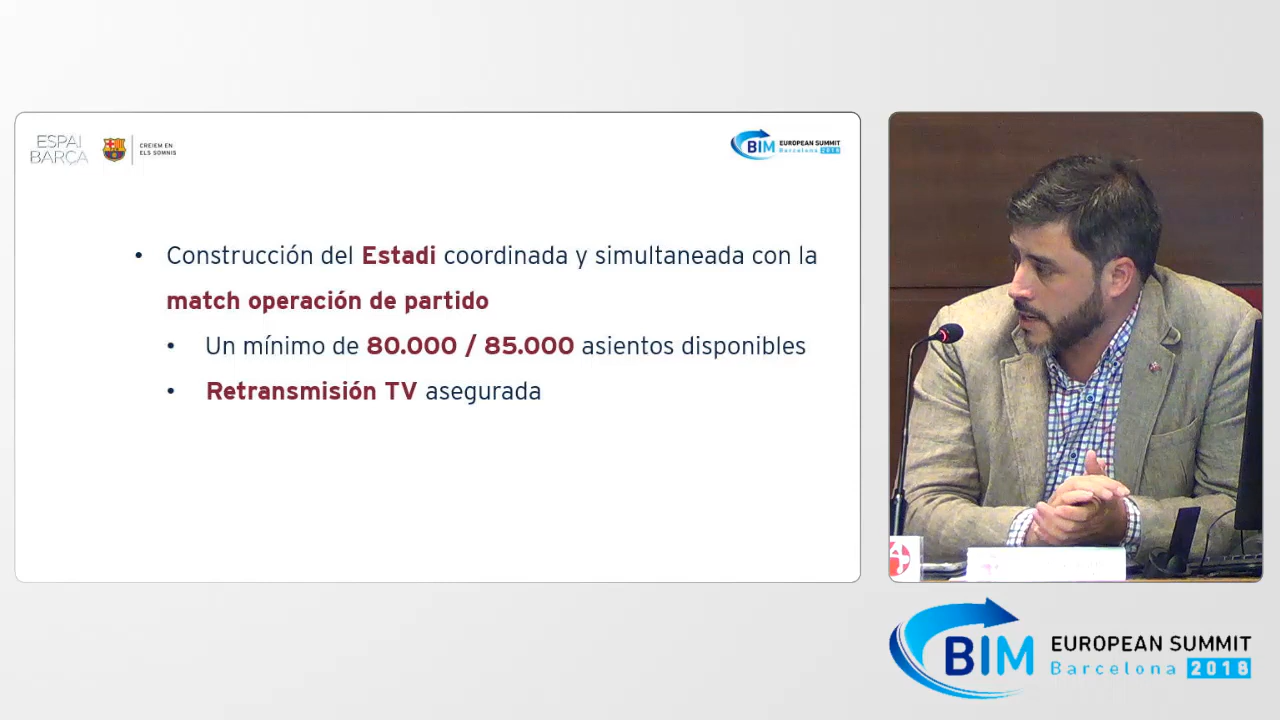 ESPAI
BARÇA
CREIEM EN
ELS SOMNIS
BIM EUROPEAN SUMMIT
Barcelona 2018
• Construcción del Estadi coordinada y simultaneada con la
match operación de partido
• Un mínimo de 80.000 / 85.000 asientos disponibles
• Retransmisión TV asegurada
BIM EUROPEAN SUMMIT
Barcelona 2018